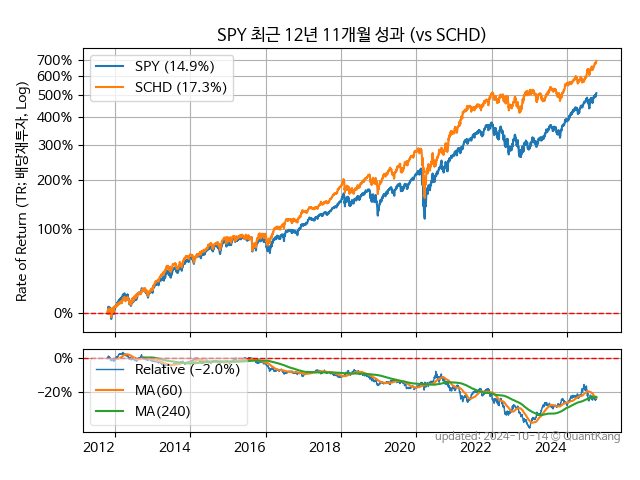 SPY 최근 12년 11개월 성과 (vs SCHD)
Rate of Return (TR; 배당재투자, Log)
700%
600%
500%
400%
300%
200%
100%
0%
SPY (14.9%)
SCHD (17.3%)
0%
−20%
Relative (−2.0%)
MA(60)
MA(240)
2012 2014 2016 2018 2020 2022 2024
updated: 2024-10-14 © QuantKang